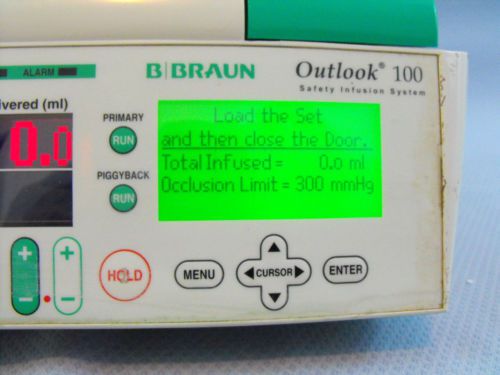 ALARM
B|BRAUN
Outlook® 100
Safety Infusion System
ivered (ml)
0.0
PRIMARY
RUN
PIGGYBACK
RUN
Load the Set
and then close the Door.
Total Infused = 0.0 ml
Occlusion Limit = 300 mmHg
+ +
- -
HOLD
MENU
CURSOR
ENTER